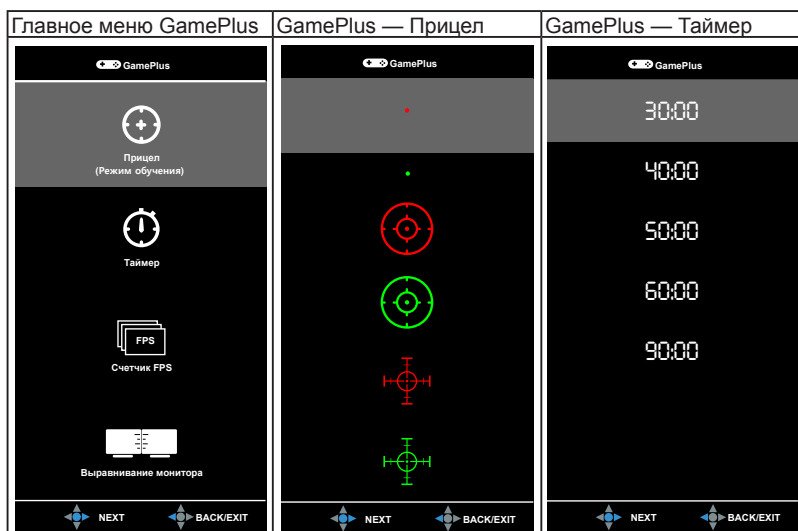 Главное меню GamePlus
GamePlus
Прицел
(Режим обучения)
Таймер
FPS
Счетчик FPS
Выравнивание монитора
NEXT BACK/EXIT
GamePlus — Прицел
GamePlus
NEXT BACK/EXIT
GamePlus — Таймер
GamePlus
30:00
40:00
50:00
60:00
90:00
NEXT BACK/EXIT